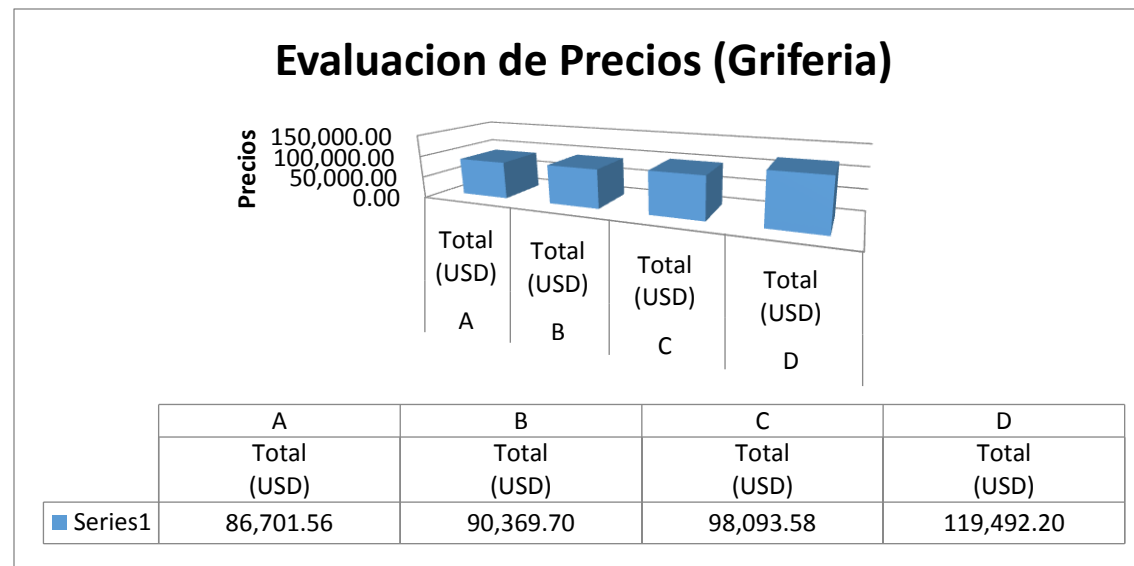 Evaluacion de Precios (Griferia)
Precios
150,000.00
100,000.00
50,000.00
0.00
Total
(USD)
A
Total
(USD)
B
Total
(USD)
C
Total
(USD)
D
A B C D
Total Total Total Total
(USD) (USD) (USD) (USD)
Series1 86,701.56 90,369.70 98,093.58 119,492.20